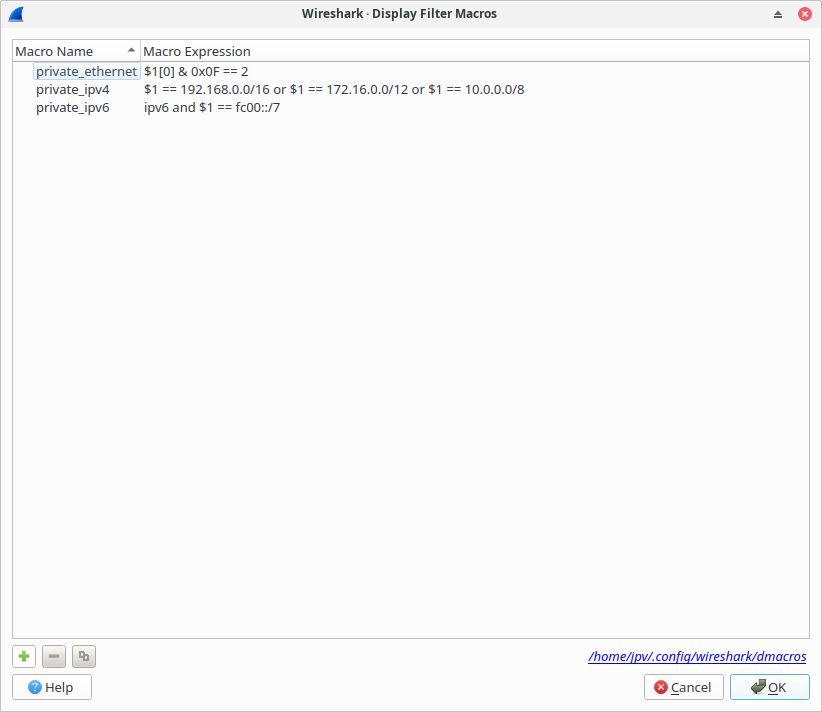 Wireshark · Display Filter Macros
Macro Name Macro Expression
private_ethernet $1[0] & 0x0F == 2
private_ipv4 $1 == 192.168.0.0/16 or $1 == 172.16.0.0/12 or $1 == 10.0.0.0/8
private_ipv6 ipv6 and $1 == fc00::/7
/home/jpv/.config/wireshark/dmacros
Help Cancel OK